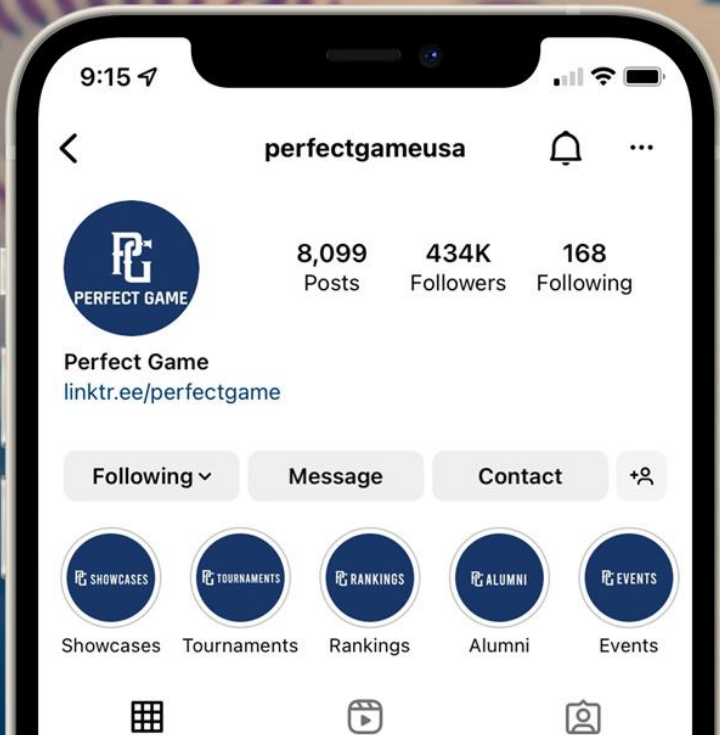 9:15
perfectgameusa
PG
PERFECT GAME
8,099 434K 168
Posts Followers Following
Perfect Game
linktr.ee/perfectgame
Following Message Contact
PG SHOWCASES PG TOURNAMENTS PG RANKINGS PG ALUMNI PG EVENTS
Showcases Tournaments Rankings Alumni Events